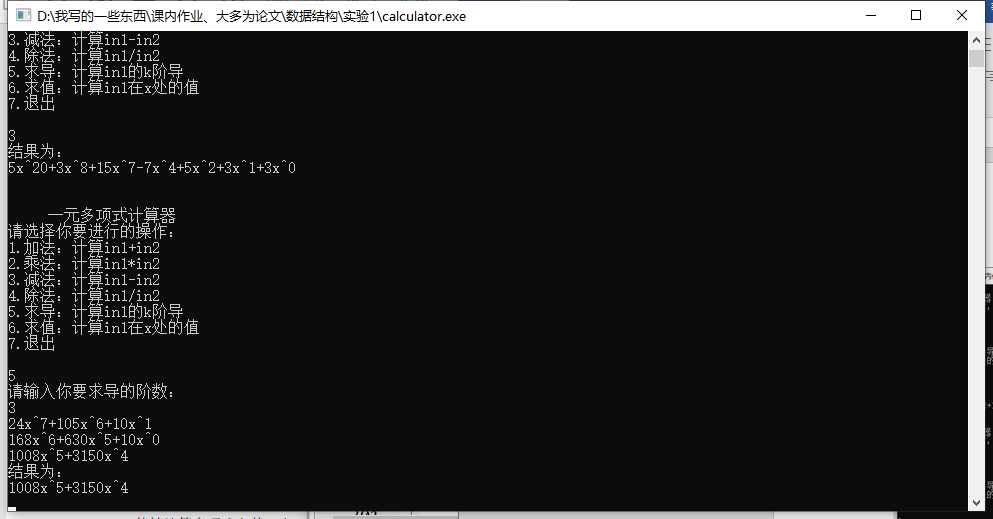 D:\我写的一些东西\课内作业、大多为论文\数据结构\实验1\calculator.exe
3.减法：计算in1-in2
4.除法：计算in1/in2
5.求导：计算in1的k阶导
6.求值：计算in1在x处的值
7.退出
3
结果为：
5x^20+3x^8+15x^7-7x^4+5x^2+3x^1+3x^0
一元多项式计算器
请选择你要进行的操作：
1.加法：计算in1+in2
2.乘法：计算in1*in2
3.减法：计算in1-in2
4.除法：计算in1/in2
5.求导：计算in1的k阶导
6.求值：计算in1在x处的值
7.退出
5
请输入你要求导的阶数：
3
24x^7+105x^6+10x^1
168x^6+630x^5+10x^0
1008x^5+3150x^4
结果为：
1008x^5+3150x^4